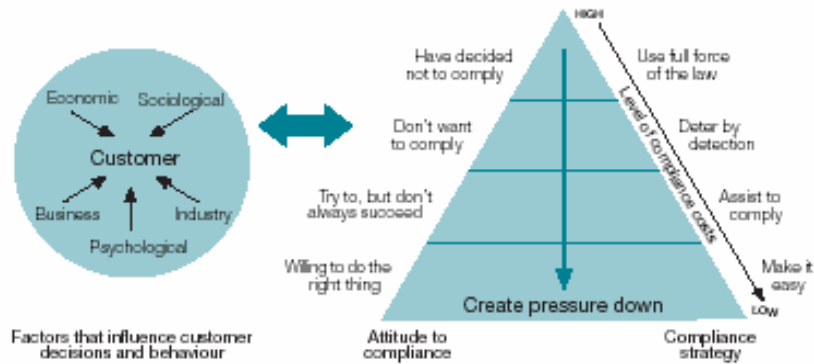 Economic
Sociological
Customer
Business
Industry
Psychological
Factors that influence customer
decisions and behaviour
HIGH
Have decided
not to comply
Don't want
to comply
Try to, but don't
always succeed
Willing to do the
right thing
Create pressure down
Attitude to
compliance
Level of compliance costs
Use full force
of the law
Deter by
detection
Assist to
comply
Make it
easy
LOW
Compliance
strategy